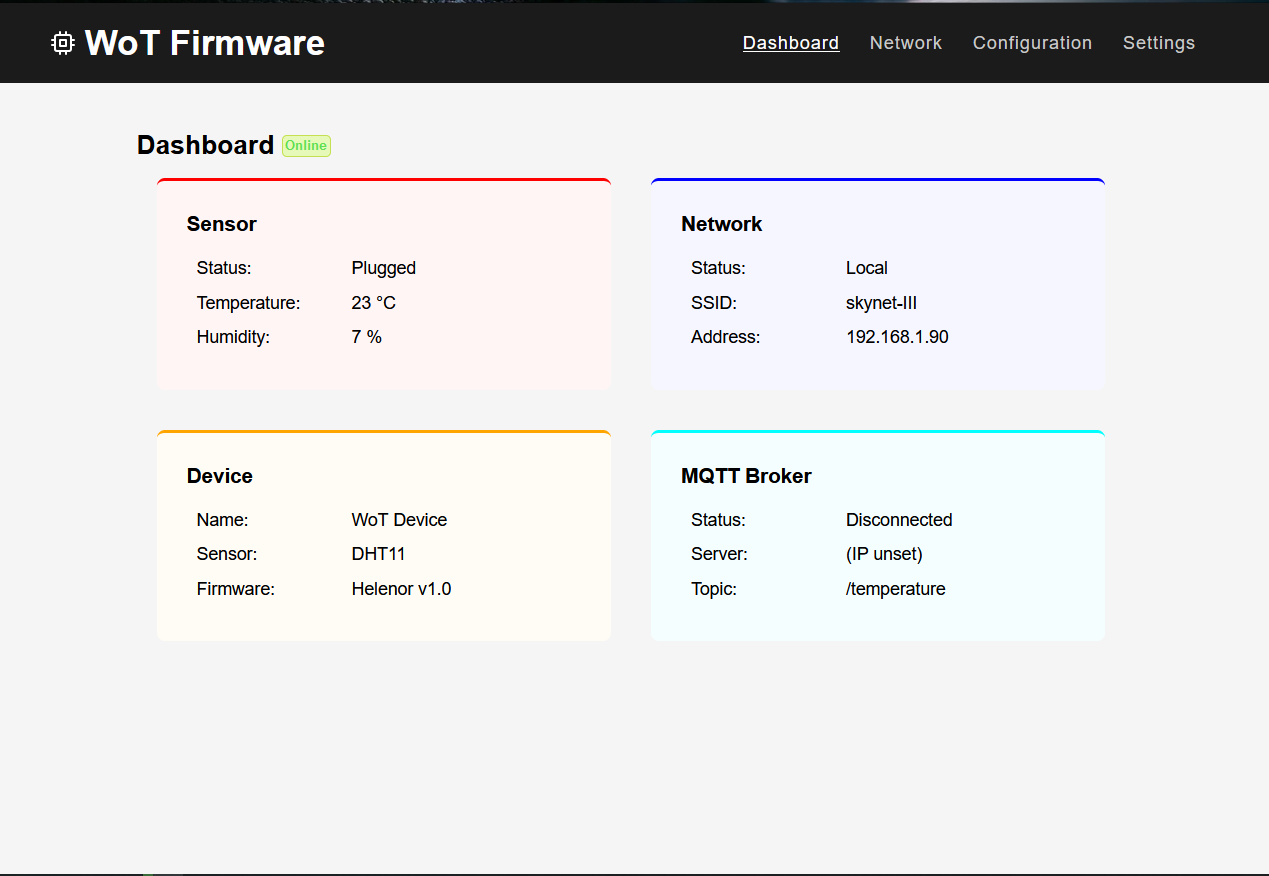 WoT Firmware
Dashboard Network Configuration Settings
Dashboard Online
Sensor
Status: Plugged
Temperature: 23 °C
Humidity: 7 %
Network
Status: Local
SSID: skynet-III
Address: 192.168.1.90
Device
Name: WoT Device
Sensor: DHT11
Firmware: Helenor v1.0
MQTT Broker
Status: Disconnected
Server: (IP unset)
Topic: /temperature